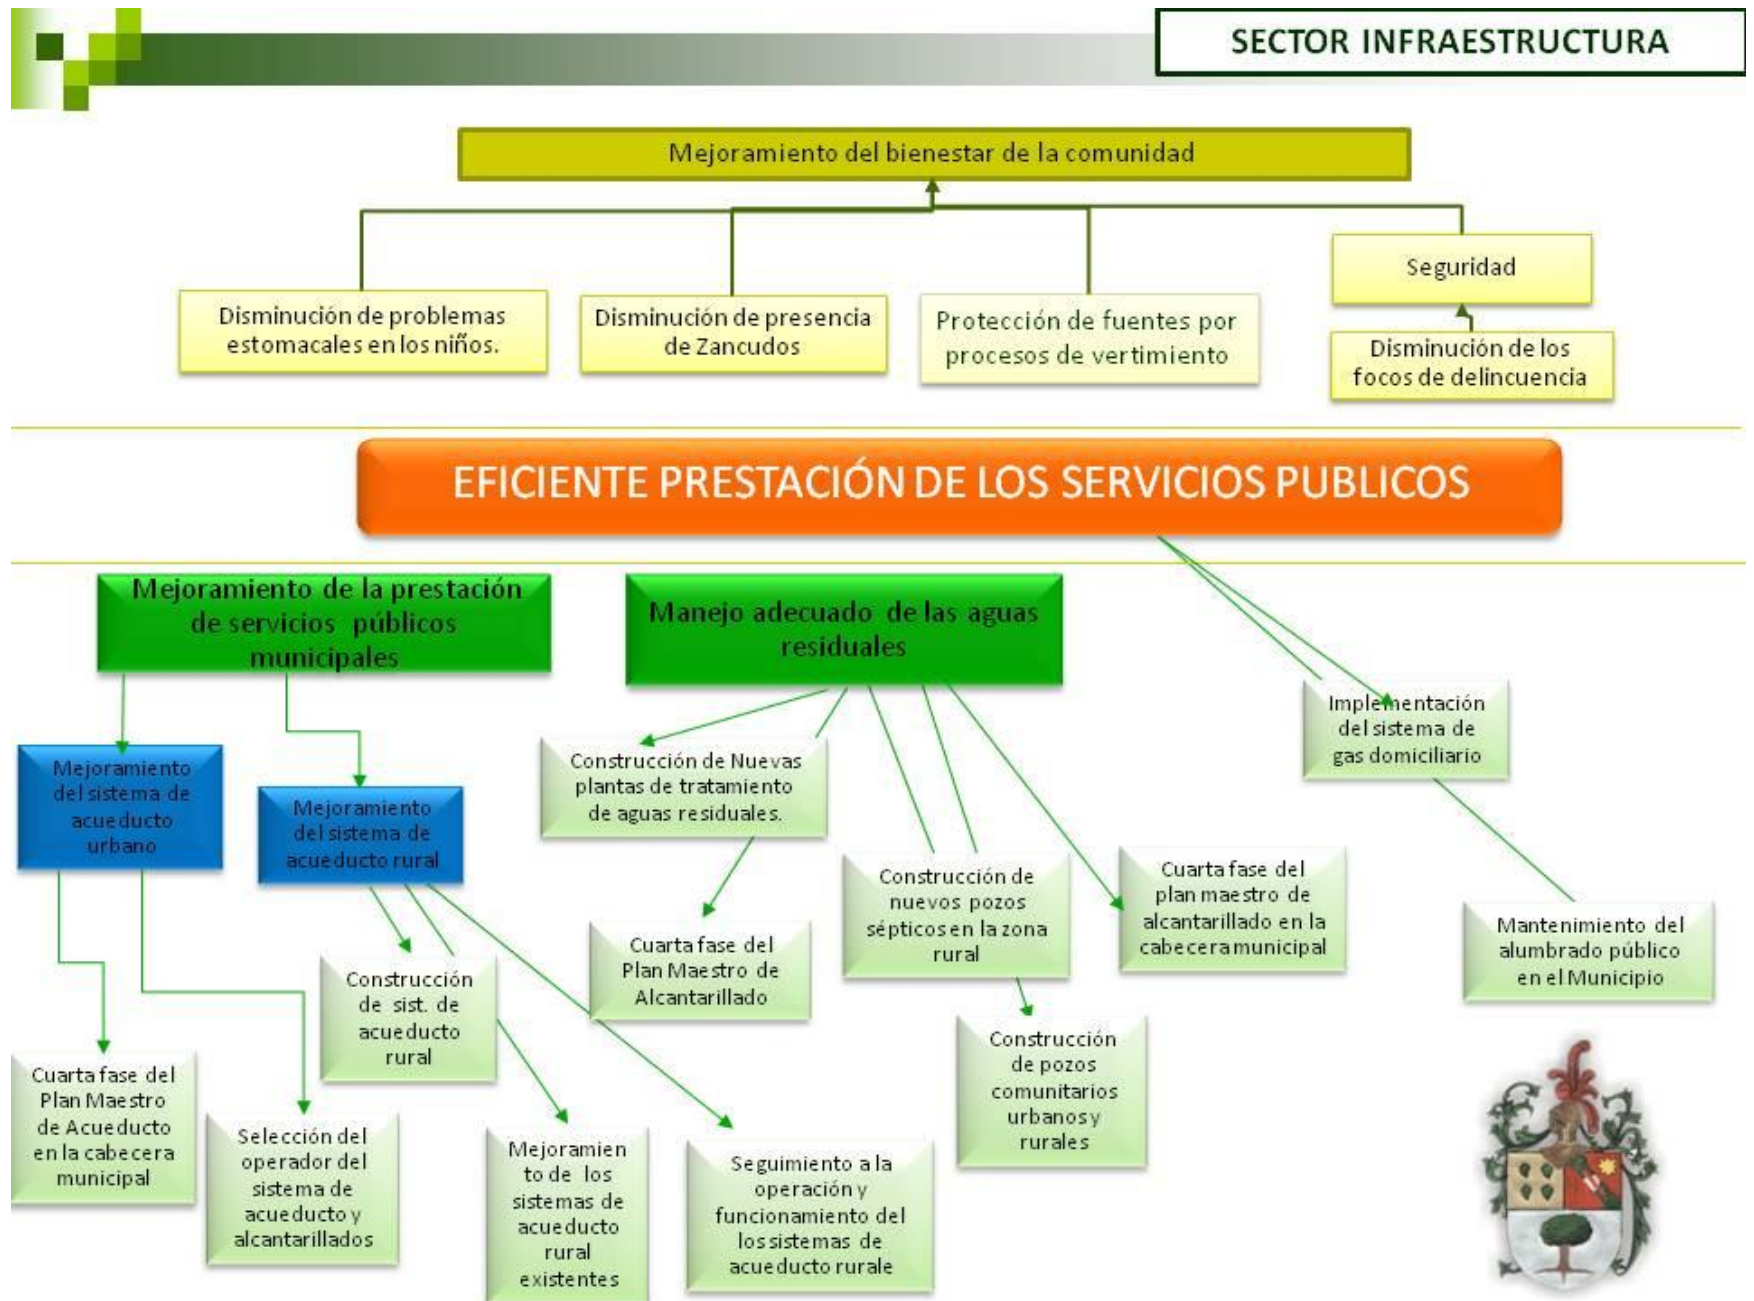 SECTOR INFRAESTRUCTURA
Mejoramiento del bienestar de la comunidad
Seguridad
Disminución de problemas
estomacales en los niños.
Disminución de presencia
de Zancudos
Protección de fuentes por
procesos de vertimiento
Disminución de los
focos de delincuencia
EFICIENTE PRESTACIÓN DE LOS SERVICIOS PUBLICOS
Mejoramiento de la prestación
de servicios públicos
municipales
Manejo adecuado de las aguas
residuales
Implementación
del sistema de
gas domiciliario
Mejoramiento
del sistema de
acueducto
urbano
Mejoramiento
del sistema de
acueducto rural
Construcción de Nuevas
plantas de tratamiento
de aguas residuales.
Construcción de
nuevos pozos
sépticos en la zona
rural
Cuarta fase del
plan maestro de
alcantarillado en la
cabecera municipal
Mantenimiento del
alumbrado público
en el Municipio
Cuarta fase del
Plan Maestro de
Alcantarillado
Construcción
de sist. de
acueducto
rural
Construcción
de pozos
comunitarios
urbanos y
rurales
Cuarta fase del
Plan Maestro
de Acueducto
en la cabecera
municipal
Selección del
operador del
sistema de
acueducto y
alcantarillados
Mejoramien
to de los
sistemas de
acueducto
rural
existentes
Seguimiento a la
operación y
funcionamiento del
los sistemas de
acueducto rurale